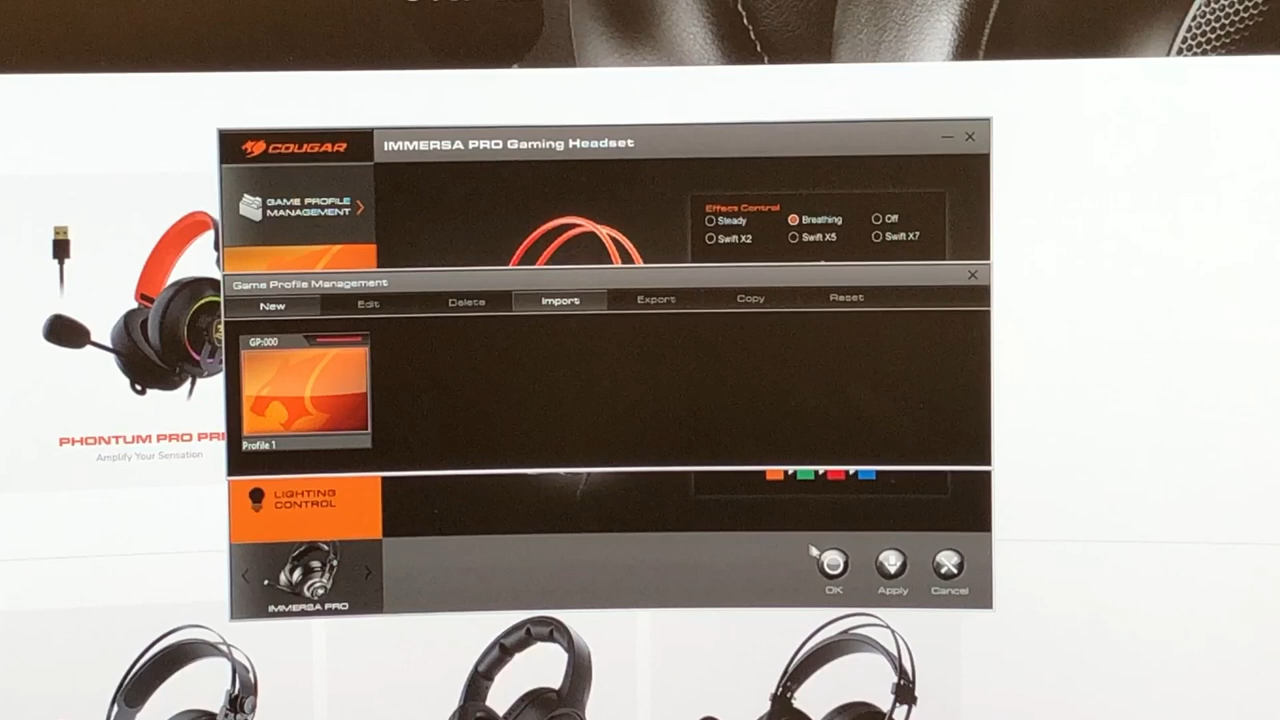 COUGAR
IMMERSA PRO Gaming Headset
GAME PROFILE
MANAGEMENT
Effect Control
Steady
Breathing
Off
Swift X2
Swift X5
Swift X7
Game Profile Management
New
Edit
Delete
Import
Export
Copy
Reset
GP:000
Profile 1
PHONTUM PRO PR
Amplify Your Sensation
LIGHTING
CONTROL
IMMERSA PRO
OK
Apply
Cancel